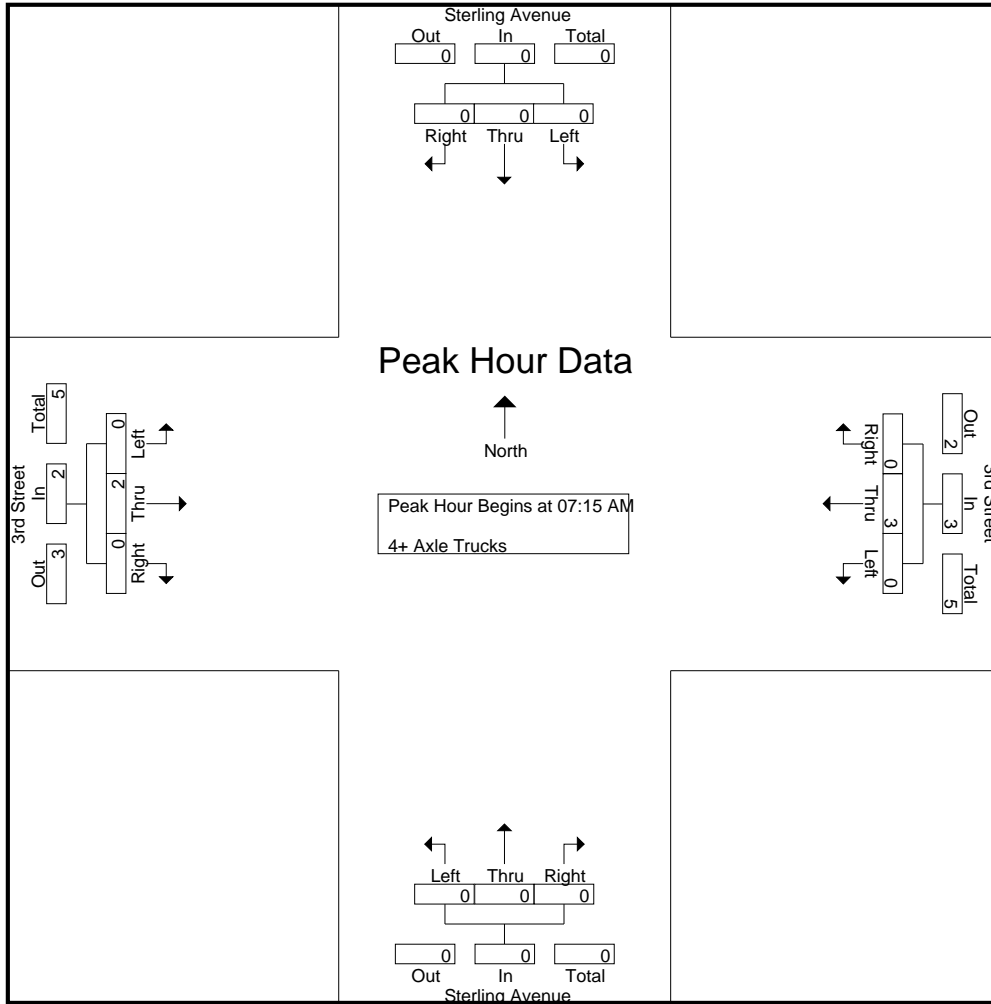 Sterling Avenue
Out In Total
0 0 0
0 0 0
Right Thru Left
Peak Hour Data
North
Peak Hour Begins at 07:15 AM
4+ Axle Trucks
3rd Street
Total In Out
5 2 3
0 2 0
Left Thru Right
Right Thru Left
0 3 0
Out In Total
2 3 5
3rd Street
Left Thru Right
0 0 0
0 0 0
Out In Total
Sterling Avenue